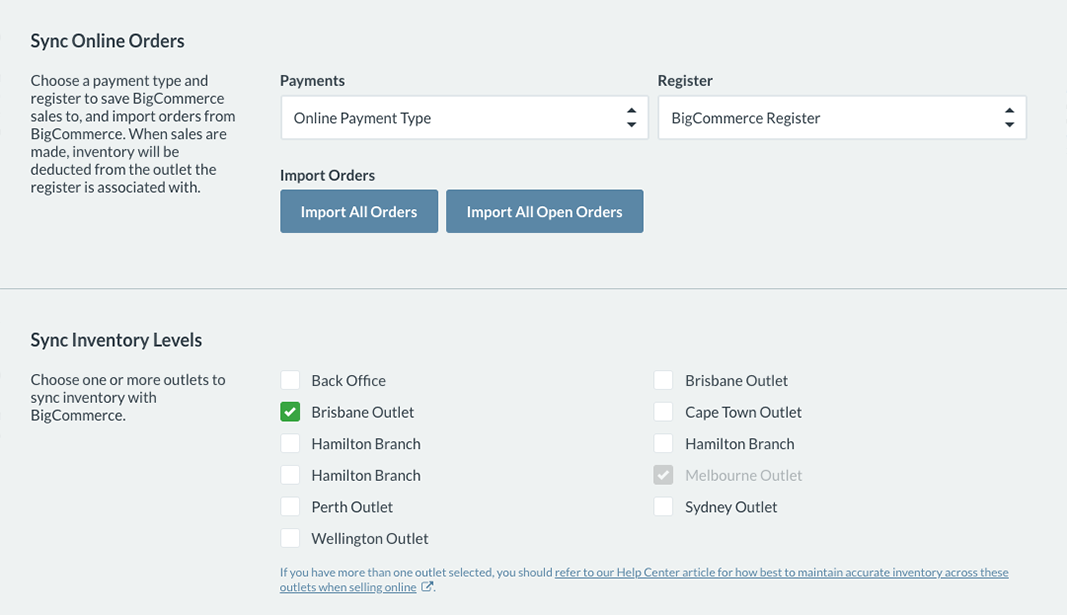 Sync Online Orders
Choose a payment type and
register to save BigCommerce
sales to, and import orders from
BigCommerce. When sales are
made, inventory will be
deducted from the outlet the
register is associated with.
Payments
Online Payment Type
Register
BigCommerce Register
Import Orders
Import All Orders
Import All Open Orders
Sync Inventory Levels
Choose one or more outlets to
sync inventory with
BigCommerce.
Back Office
Brisbane Outlet
Brisbane Outlet
Cape Town Outlet
Hamilton Branch
Hamilton Branch
Hamilton Branch
Melbourne Outlet
Perth Outlet
Sydney Outlet
Wellington Outlet
If you have more than one outlet selected, you should refer to our Help Center article for how best to maintain accurate inventory across these
outlets when selling online .